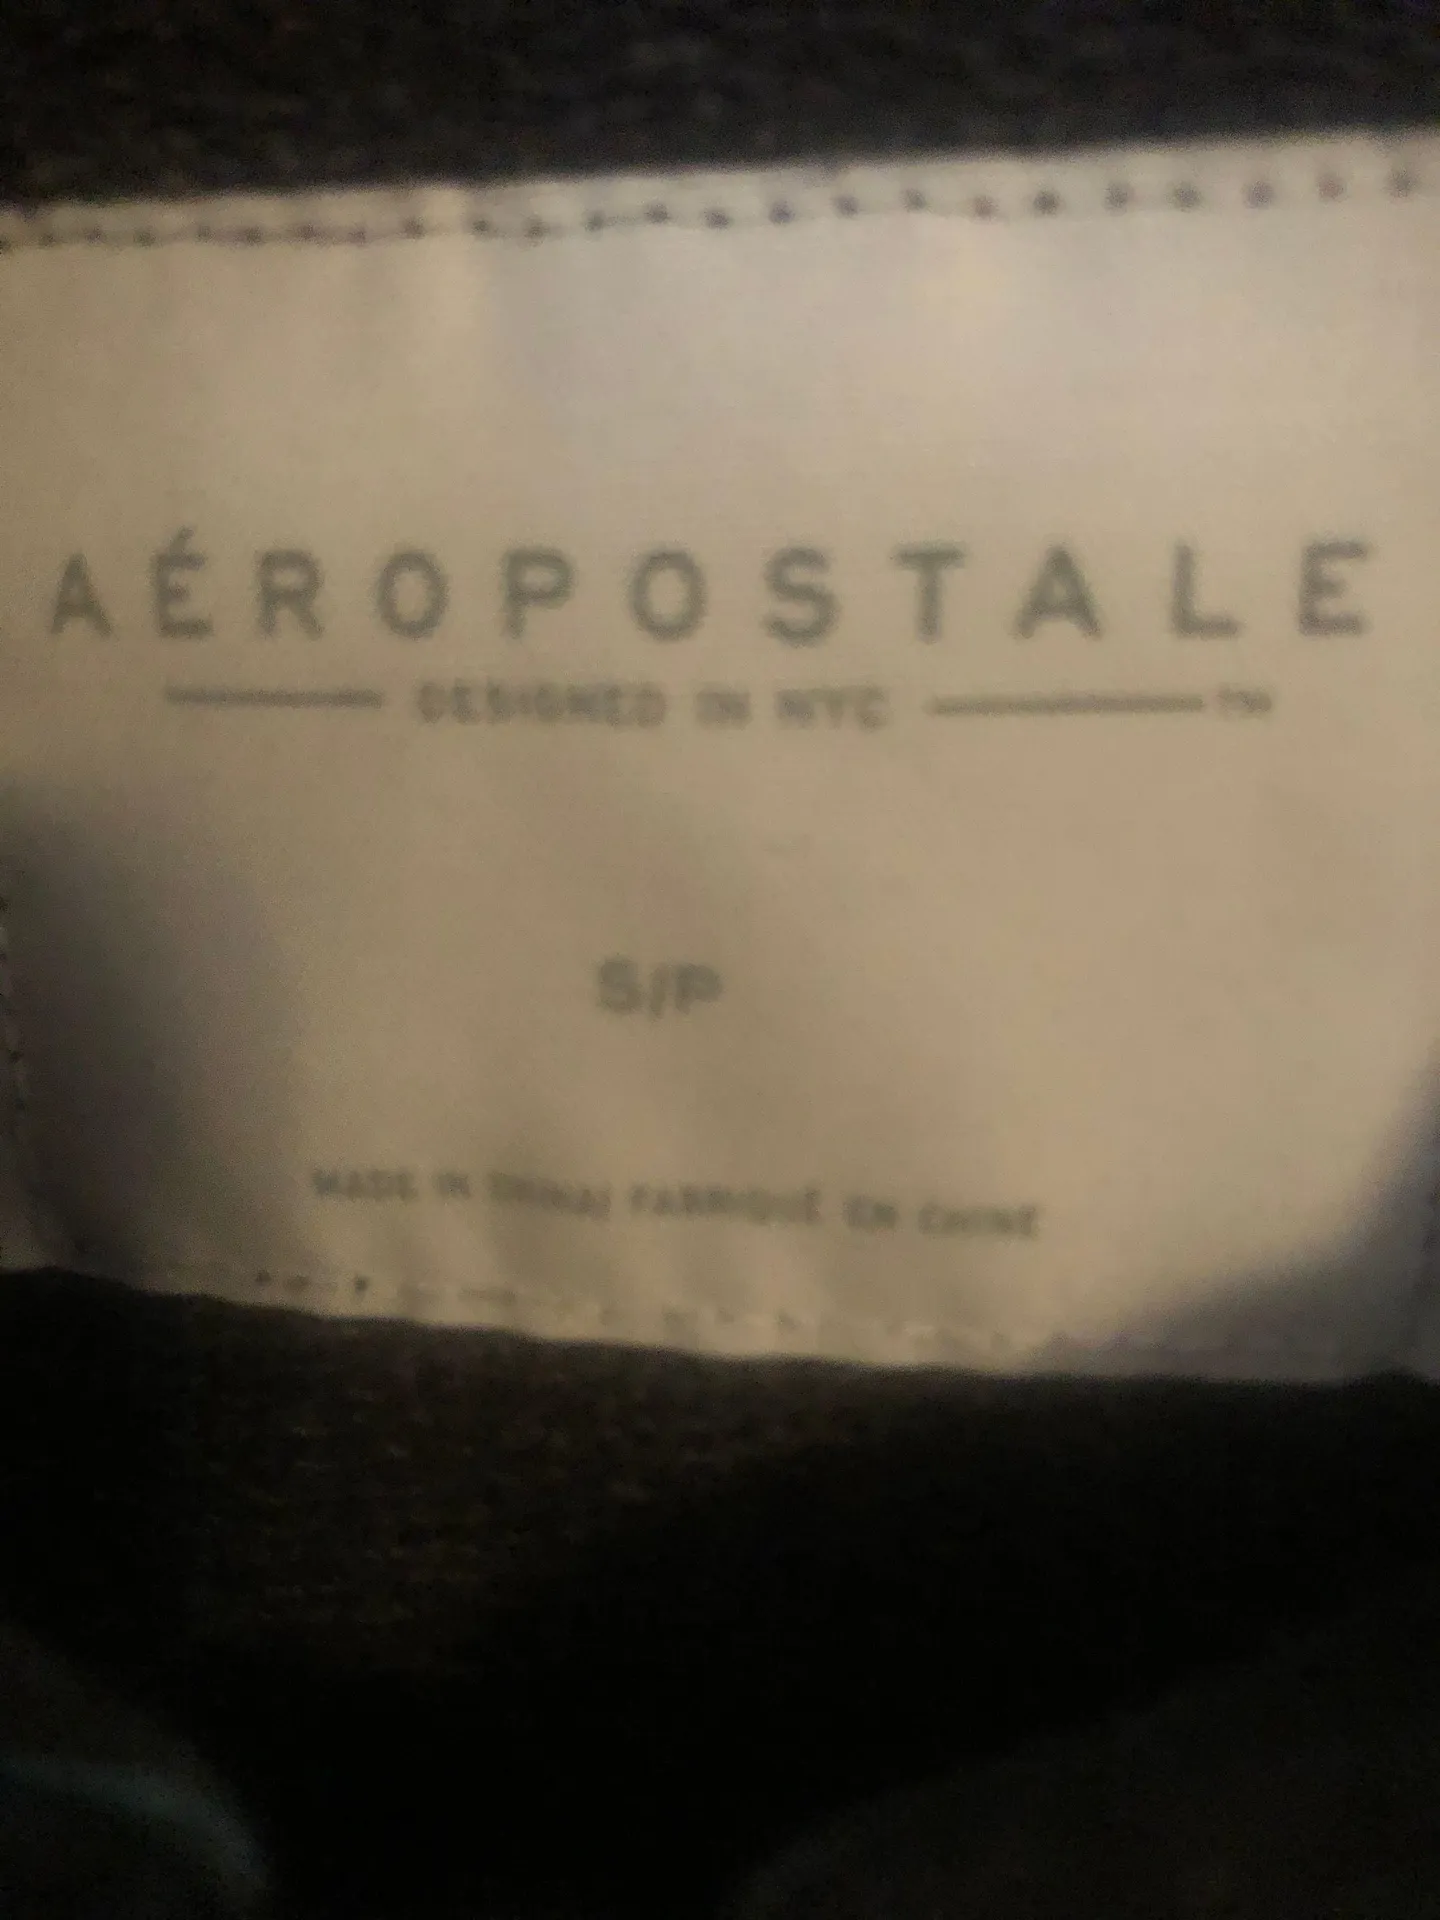 AÉROPOSTALE
DESIGNED IN NYC TM
S/P
MADE IN CHINA/ FABRIQUÉ EN CHINE